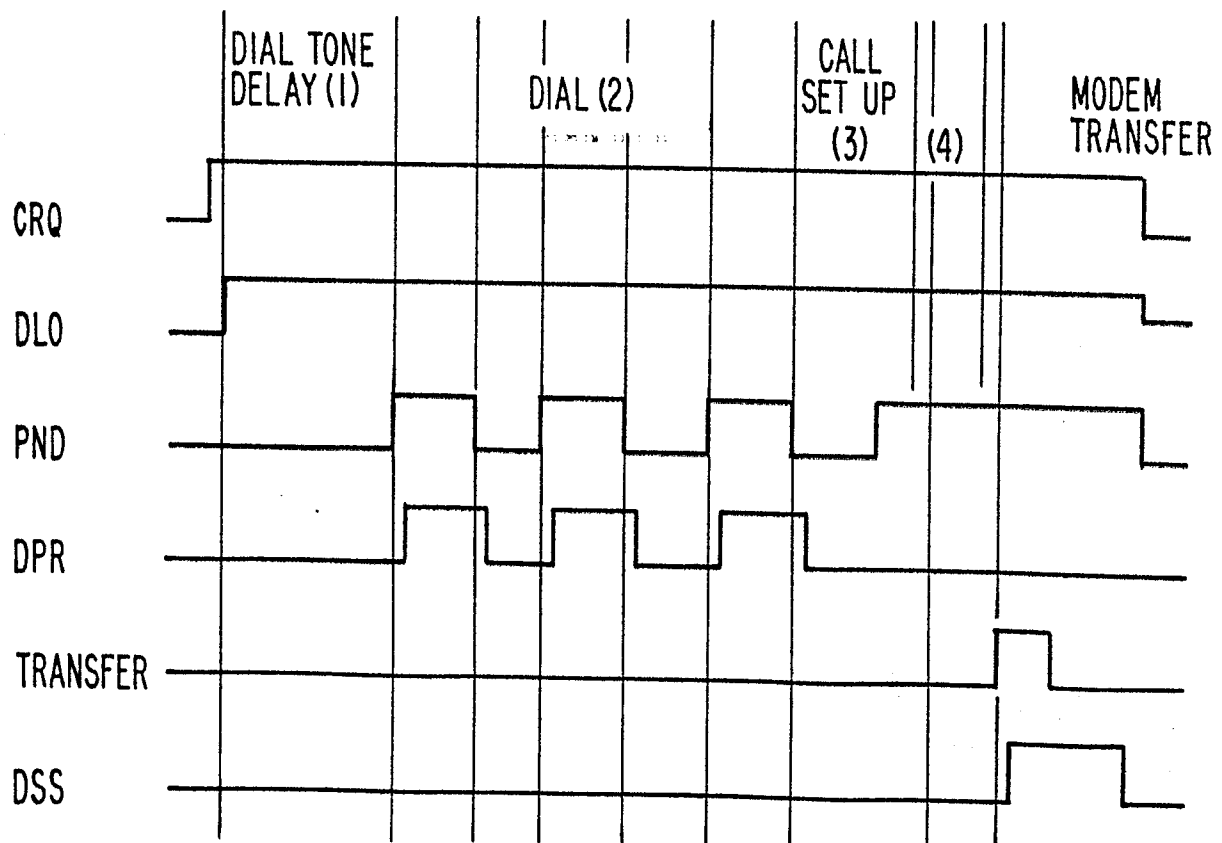 DIAL TONE
DELAY (1)
DIAL (2)
CALL
SET UP
(3)
(4)
MODEM
TRANSFER
CRQ
DLO
PND
DPR
TRANSFER
DSS